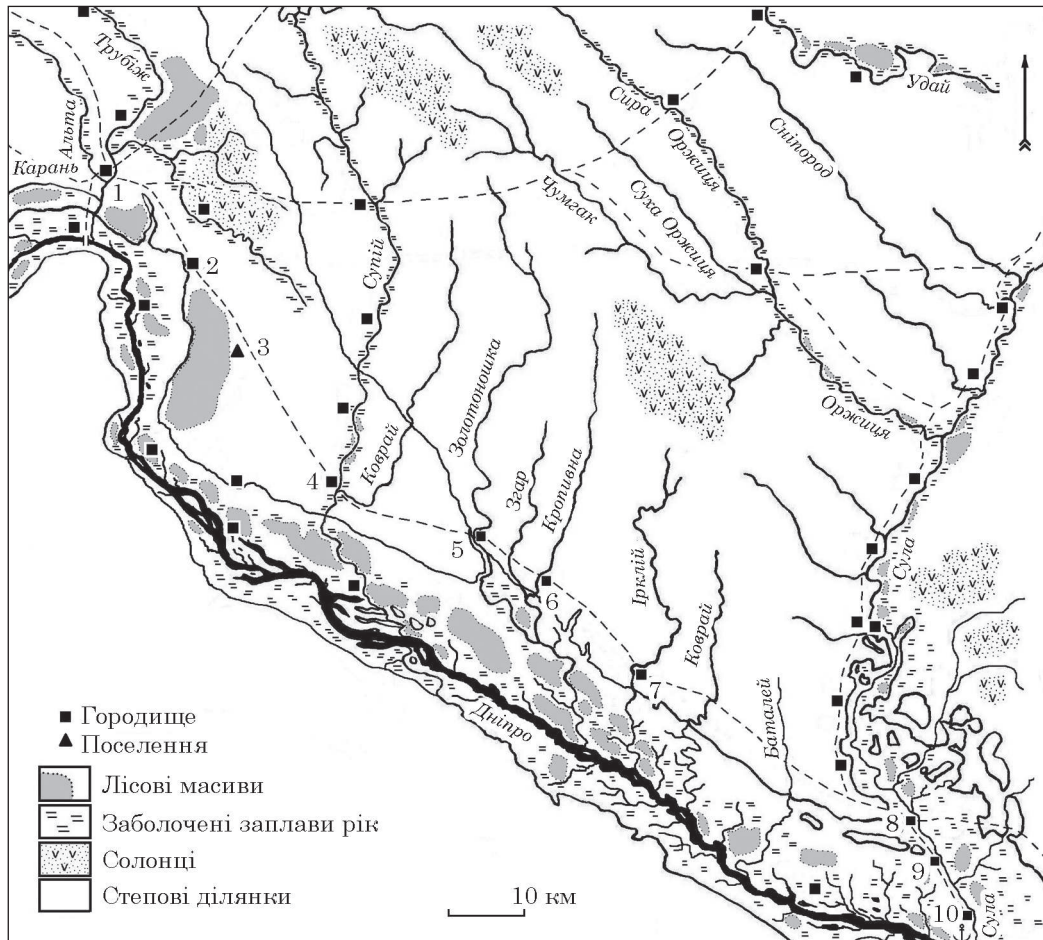 Трубіж
Альта
Карань
1
2
3
4
5
6
7
8
9
10
Супій
Коврай
Золотоношка
Згар
Кропивна
Чумгак
Сира Оржиця
Суха Оржиця
Сліпород
Удай
Оржиця
Ірклій
Коврай
Баталей
Сула
Дніпро
Сула
Городище
Поселення
Лісові масиви
Заболочені заплави рік
Солонці
Степові ділянки
10 км